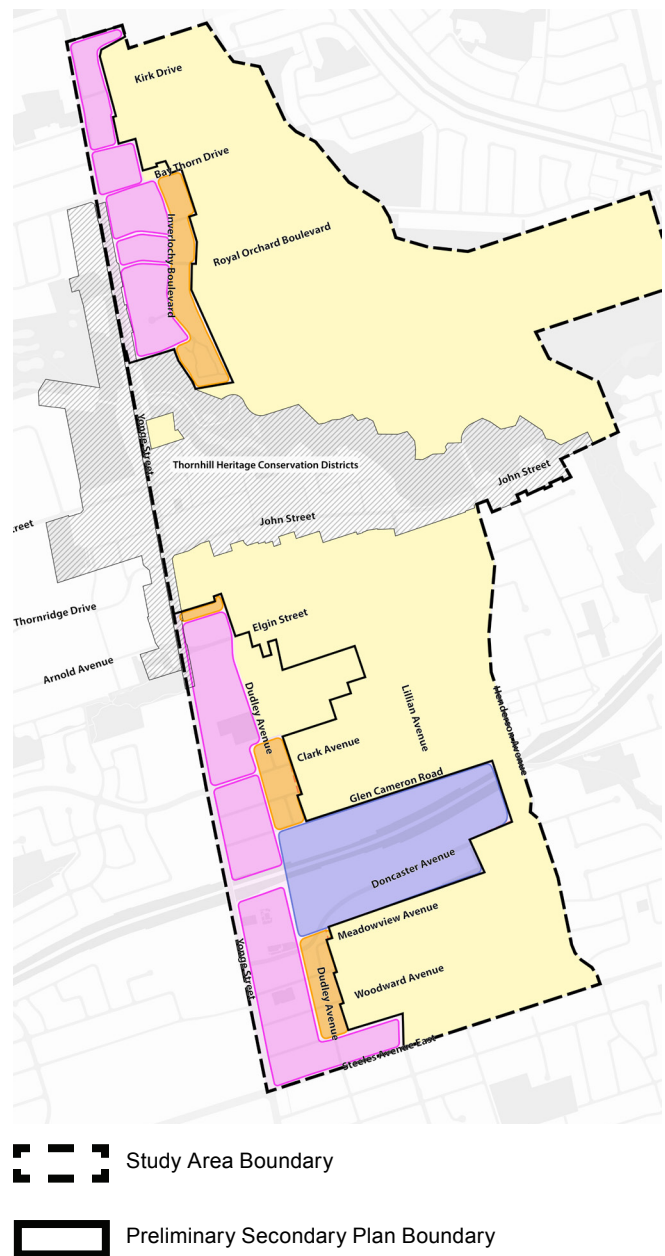 Kirk Drive
Bay Thorn Drive
Inverlochy Boulevard
Royal Orchard Boulevard
Yonge Street
Thornhill Heritage Conservation Districts
John Street
John Street
reet
Thornridge Drive
Elgin Street
Arnold Avenue
Dudley Avenue
Lillian Avenue
Henderson Avenue
Clark Avenue
Glen Cameron Road
Doncaster Avenue
Meadowview Avenue
Yonge Street
Dudley Avenue
Woodward Avenue
Steeles Avenue East
Study Area Boundary
Preliminary Secondary Plan Boundary